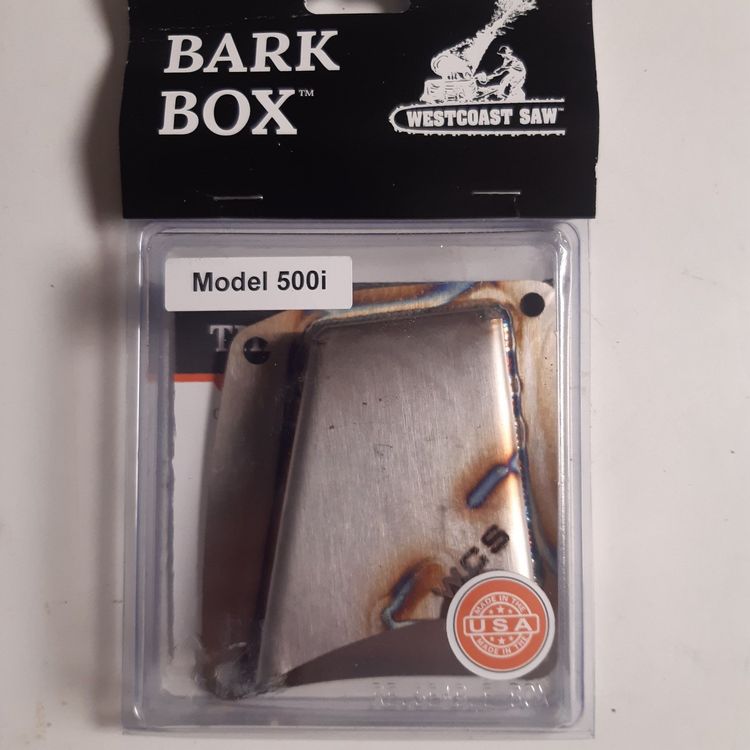 BARK
BOX™
WESTCOAST SAW™
Model 500i
WCS
MADE IN THE
USA
MADE IN THE